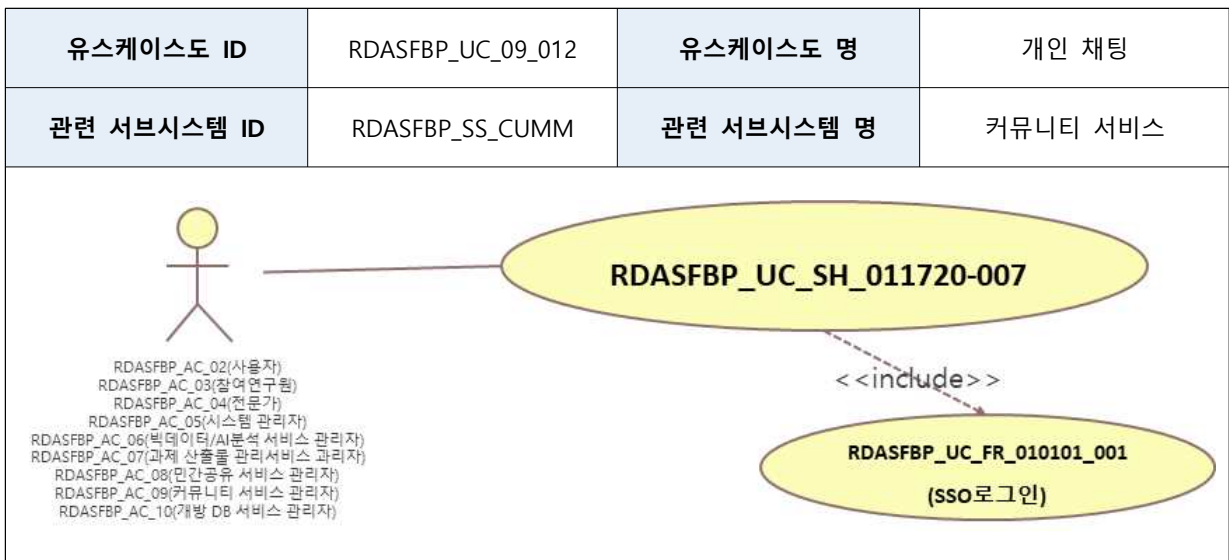 유스케이스도 ID RDASFBP_UC_09_012 유스케이스도 명 개인 채팅
관련 서브시스템 ID RDASFBP_SS_CUMM 관련 서브시스템 명 커뮤니티 서비스
RDASFBP_UC_SH_011720-007
<<include>>
RDASFBP_UC_FR_010101_001
(SSO로그인)
RDASFBP_AC_02(사용자)
RDASFBP_AC_03(참여연구원)
RDASFBP_AC_04(전문가)
RDASFBP_AC_05(시스템 관리자)
RDASFBP_AC_06(빅데이터/AI분석 서비스 관리자)
RDASFBP_AC_07(과제 산출물 관리서비스 과리자)
RDASFBP_AC_08(민간공유 서비스 관리자)
RDASFBP_AC_09(커뮤니티 서비스 관리자)
RDASFBP_AC_10(개방 DB 서비스 관리자)